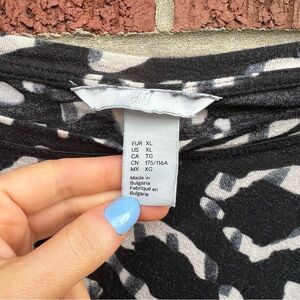 EUR XL
US XL
CA TG
CN 175/116A
MX XG
Made in
Bulgaria
Fabriqué en
Bulgarie